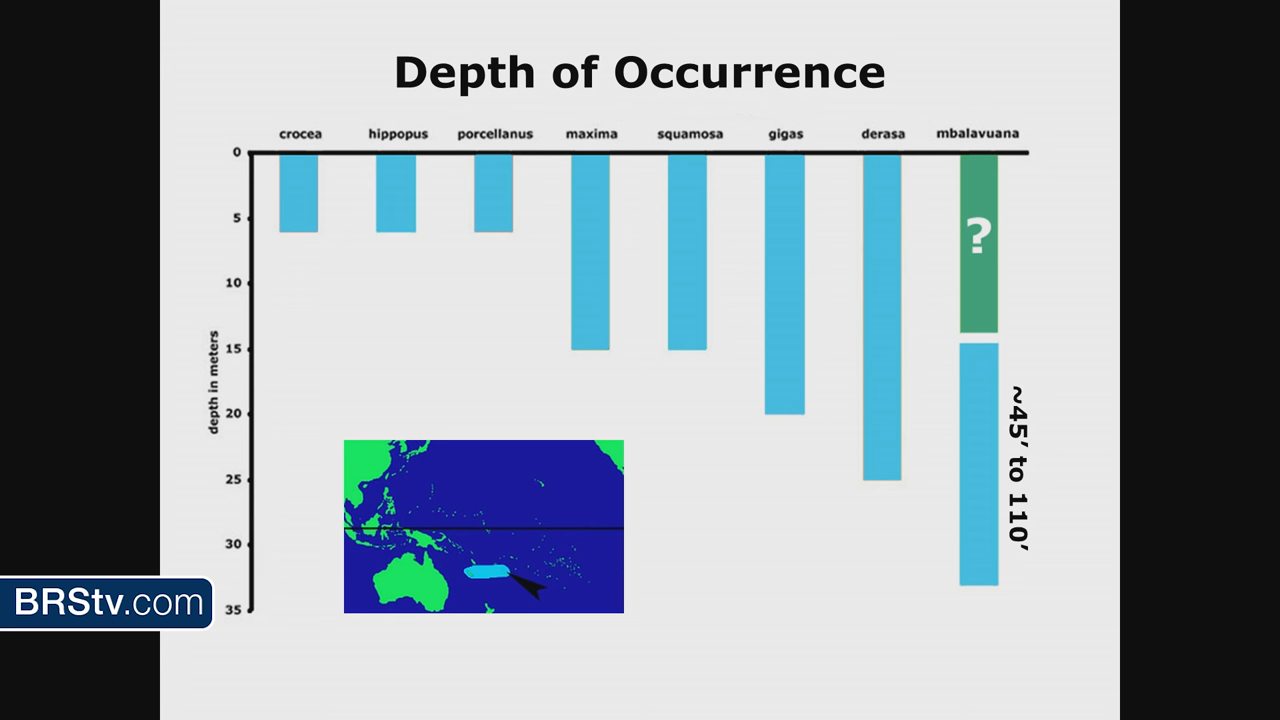 Depth of Occurrence
crocea hippopus porcellanus maxima squamosa gigas derasa mbalavuana
0
5
10
15
20
25
30
35
depth in meters
?
~45’ to 110’
BRStv.com